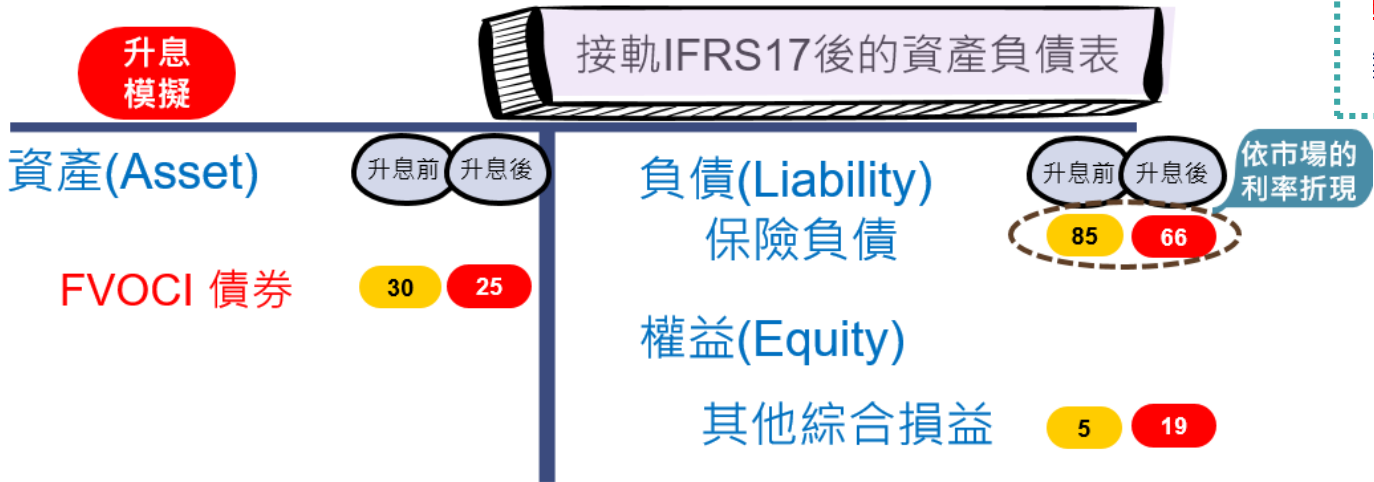 升息
模擬
接軌IFRS17後的資產負債表
資產(Asset)
升息前
升息後
FVOCI 債券
30
25
負債(Liability)
升息前
升息後
依市場的
利率折現
保險負債
85
66
權益(Equity)
其他綜合損益
5
19